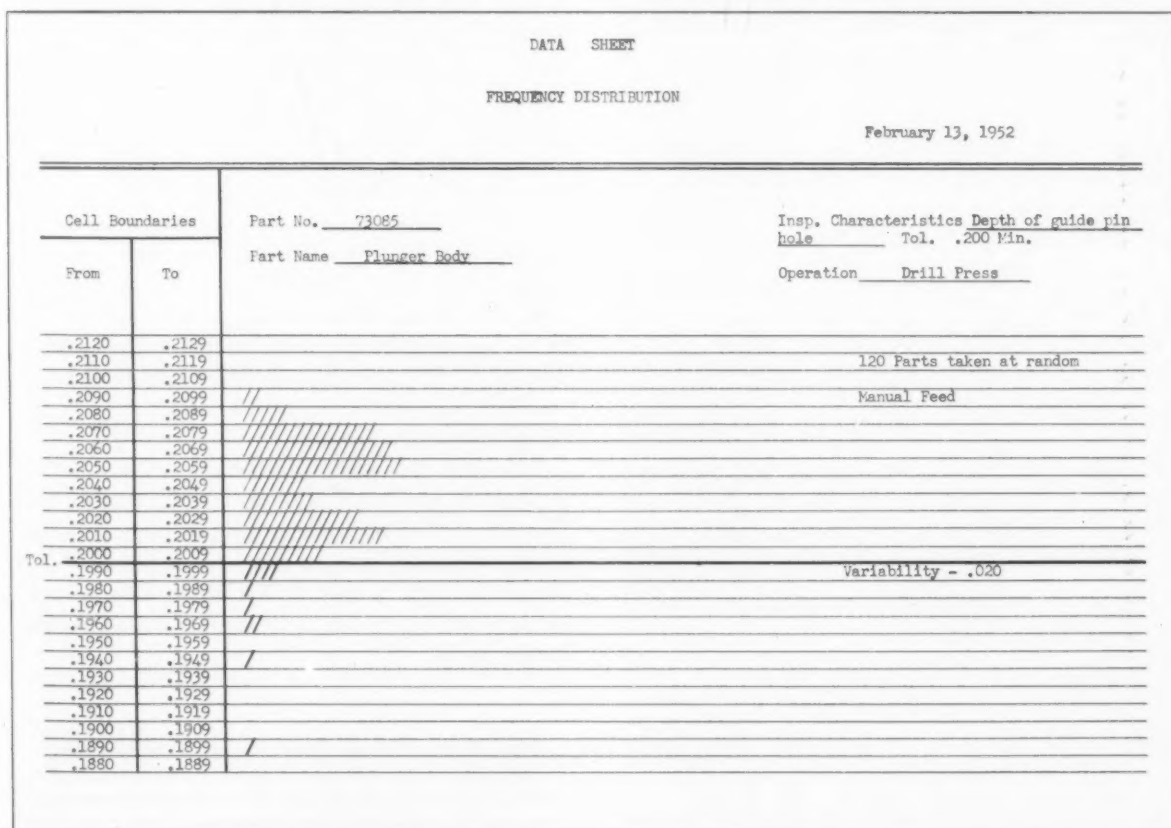 DATA SHEET
FREQUENCY DISTRIBUTION
February 13, 1952
Cell Boundaries
From To
Part No. 73085
Part Name Plunger Body
Insp. Characteristics Depth of guide pin
hole Tol. .200 Min.
Operation Drill Press
.2120 .2129
.2110 .2119 120 Parts taken at random
.2100 .2109
.2090 .2099 // Manual Feed
.2080 .2089
.2070 .2079
.2060 .2069
.2050 .2059
.2040 .2049
.2030 .2039
.2020 .2029
.2010 .2019
.2000 .2009
Tol.
.1990 .1999 //// Variability - .020
.1980 .1989 /
.1970 .1979 /
.1960 .1969 //
.1950 .1959
.1940 .1949 /
.1930 .1939
.1920 .1929
.1910 .1919
.1900 .1909
.1890 .1899 /
.1880 .1889